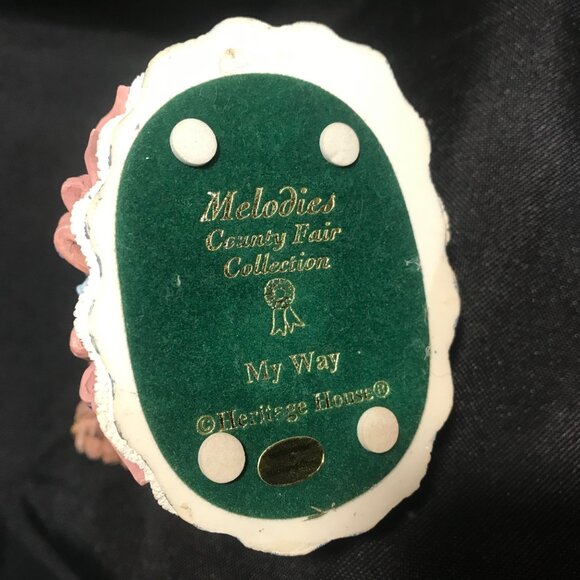 Melodies
County Fair
Collection
My Way
©Heritage House®